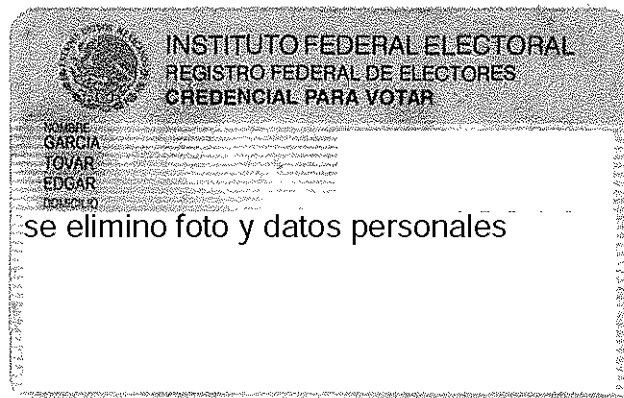 INSTITUTO FEDERAL ELECTORAL
REGISTRO FEDERAL DE ELECTORES
CREDENCIAL PARA VOTAR
NOMBRE
GARCIA
TOVAR
EDGAR
DOMICILIO
se elimino foto y datos personales